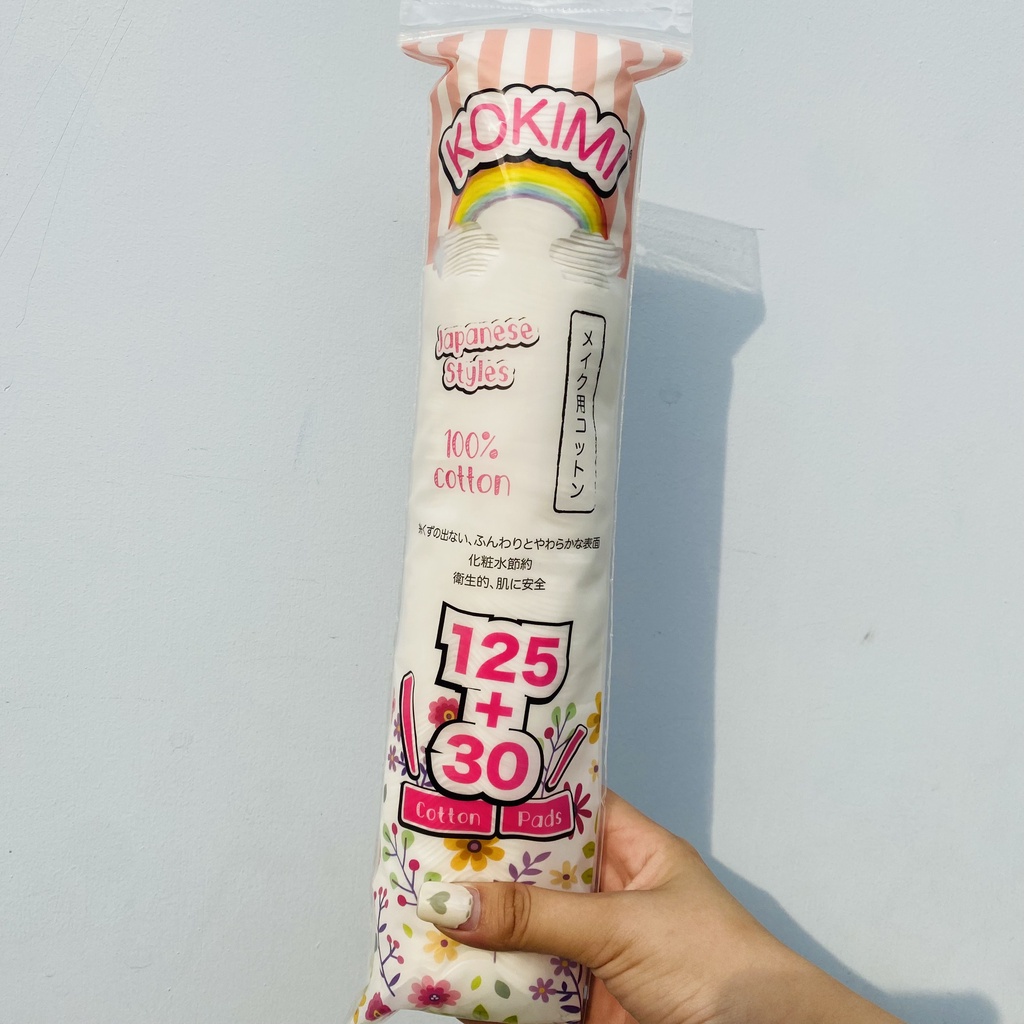 KOKIMI
Japanese
Styles
メイク用コットン
100%
cotton
くずの出ない、ふんわりとやわらかな表面
化粧水節約
衛生的、肌に安全
125
+
30
Cotton Pads